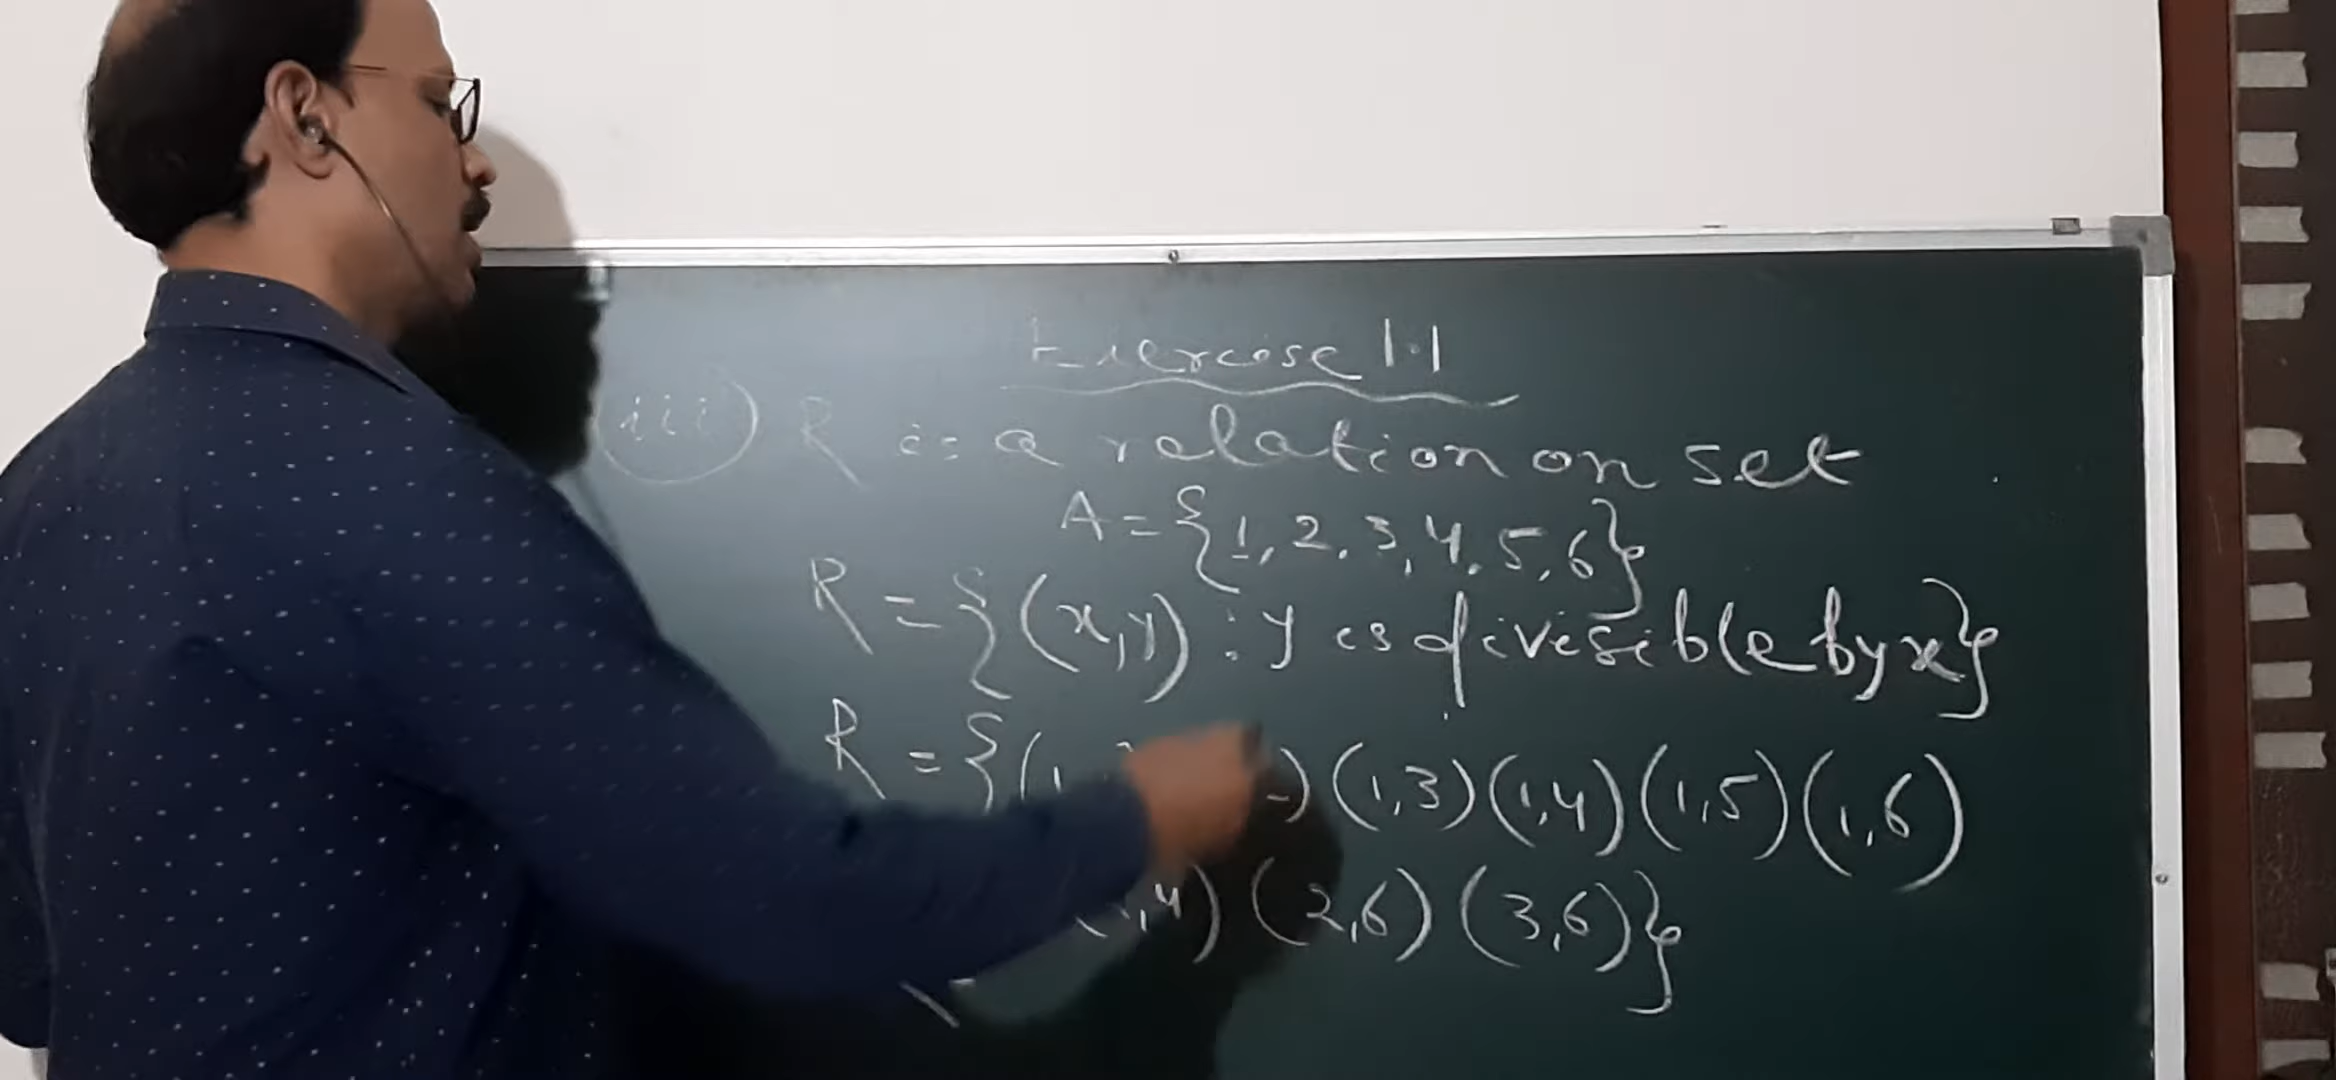 Exercise 1.1
(iii) R is a relation on set
A = {1, 2, 3, 4, 5, 6}
R = {(x,y) : y is divisible by x}
R = {(1, ) (1,3) (1,4) (1,5) (1,6)
,4) (2,6) (3,6)}